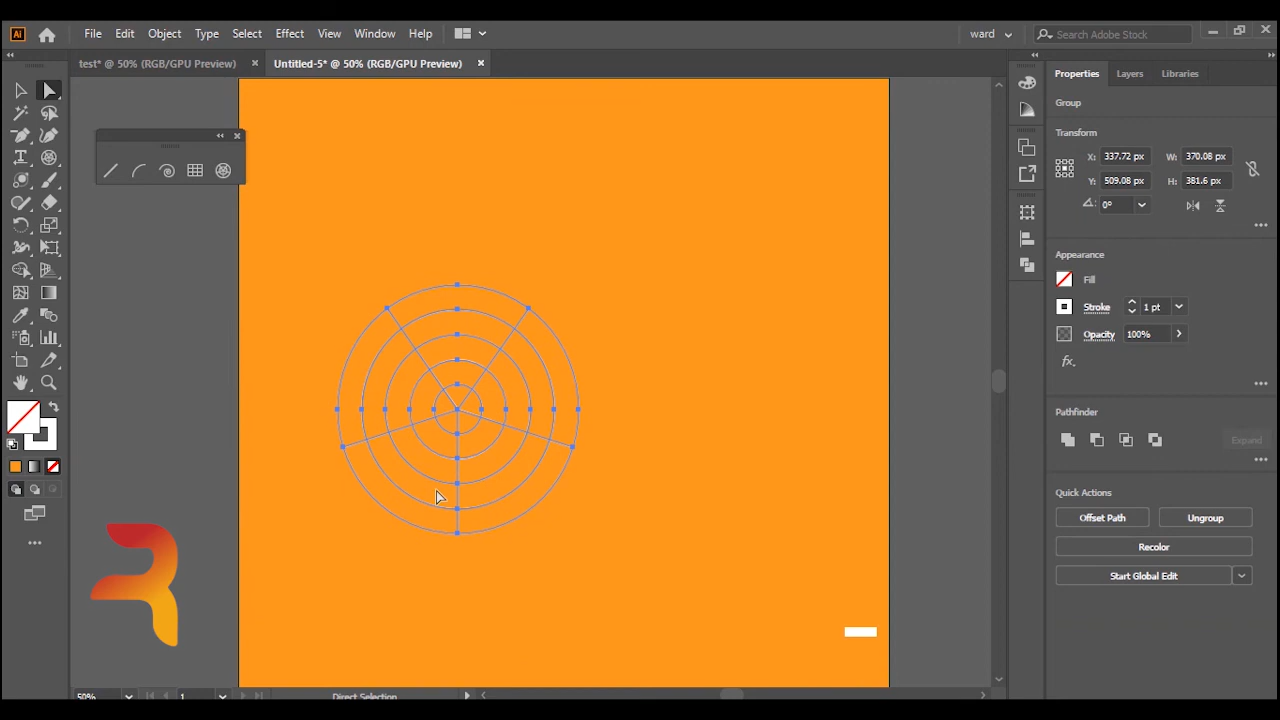 Ai File Edit Object Type Select Effect View Window Help ward Search Adobe Stock
test* @ 50% (RGB/GPU Preview) Untitled-5* @ 50% (RGB/GPU Preview)
Properties Layers Libraries
Group
Transform
X: 337.72 px W: 370.08 px
Y: 509.08 px H: 381.6 px
0°
Appearance
Fill
Stroke 1 pt
Opacity 100%
fx.
Pathfinder
Expand
Quick Actions
Offset Path Ungroup
Recolor
Start Global Edit
50% 1 Direct Selection